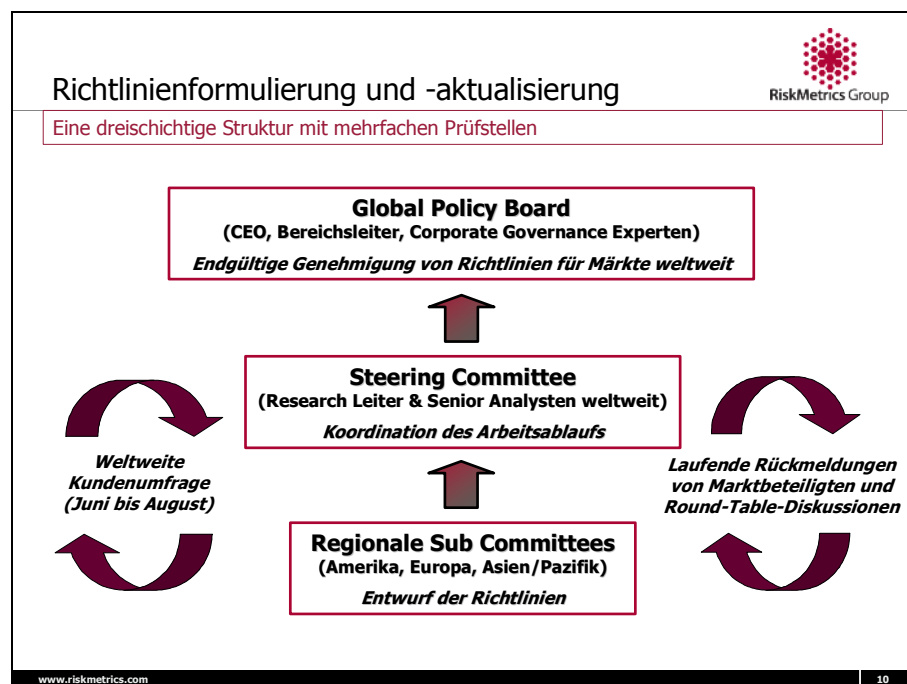 Richtlinienformulierung und -aktualisierung
RiskMetrics Group
Eine dreischichtige Struktur mit mehrfachen Prüfstellen
Global Policy Board
(CEO, Bereichsleiter, Corporate Governance Experten)
Endgültige Genehmigung von Richtlinien für Märkte weltweit
Steering Committee
(Research Leiter & Senior Analysten weltweit)
Koordination des Arbeitsablaufs
Weltweite
Kundenumfrage
(Juni bis August)
Laufende Rückmeldungen
von Marktbeteiligten und
Round-Table-Diskussionen
Regionale Sub Committees
(Amerika, Europa, Asien/Pazifik)
Entwurf der Richtlinien
www.riskmetrics.com
10